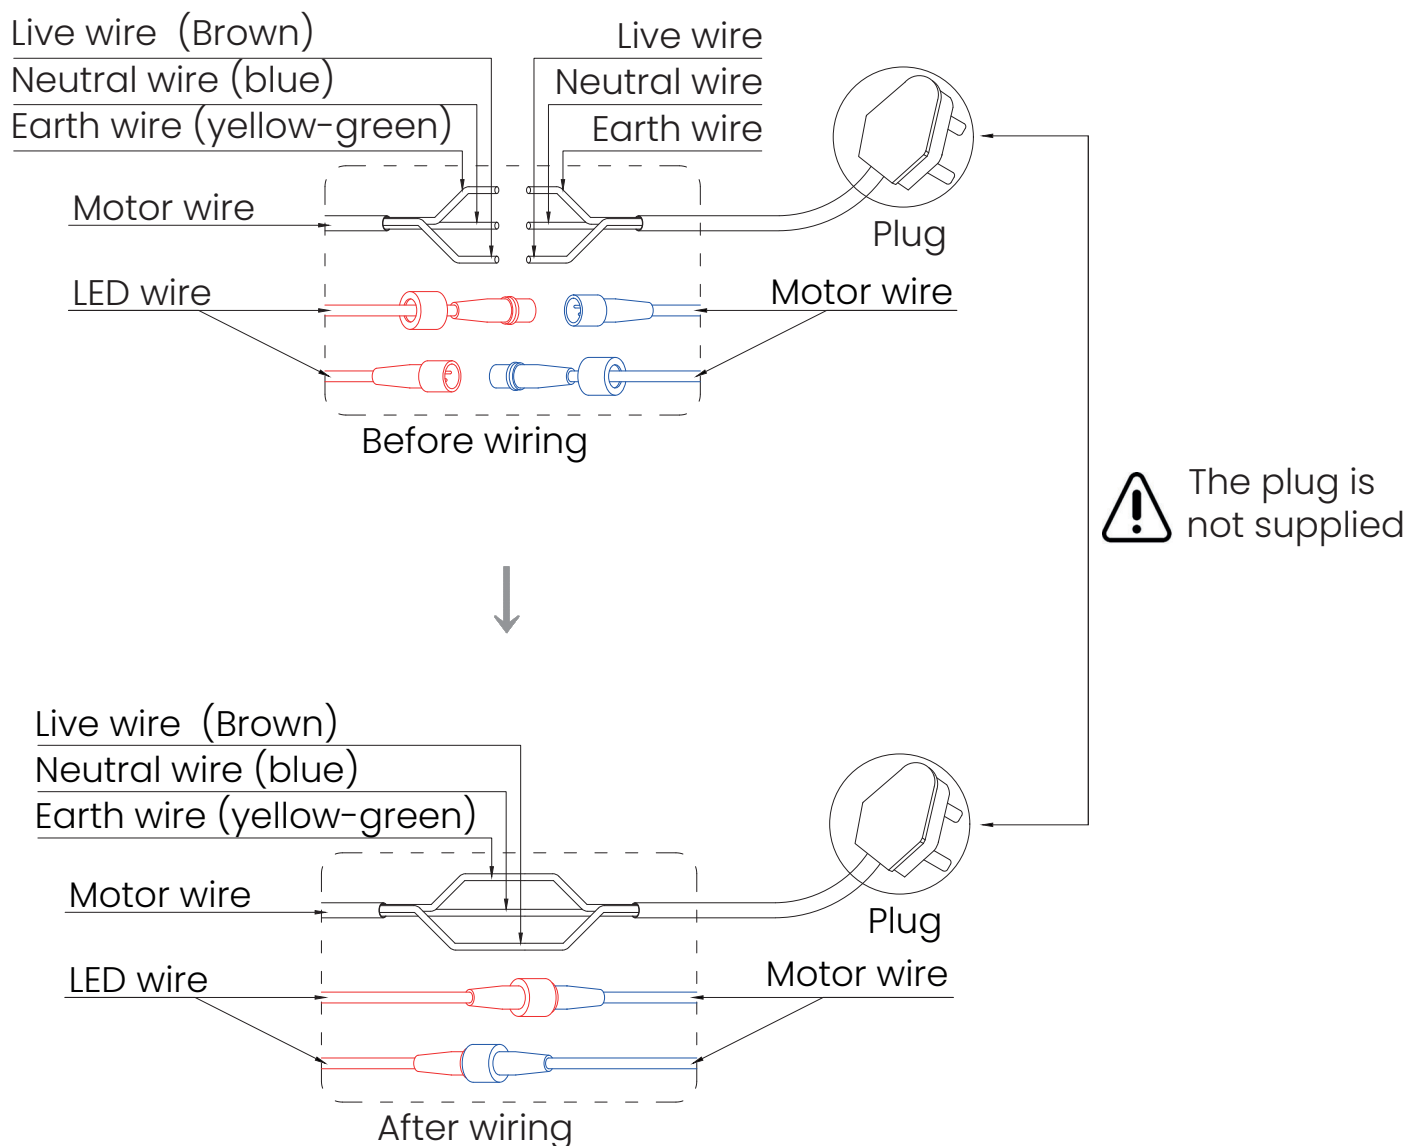 Live wire (Brown)
Neutral wire (blue)
Earth wire (yellow-green)
Live wire
Neutral wire
Earth wire
Motor wire
Plug
LED wire
Motor wire
Before wiring
The plug is
not supplied
Live wire (Brown)
Neutral wire (blue)
Earth wire (yellow-green)
Motor wire
Plug
LED wire
Motor wire
After wiring